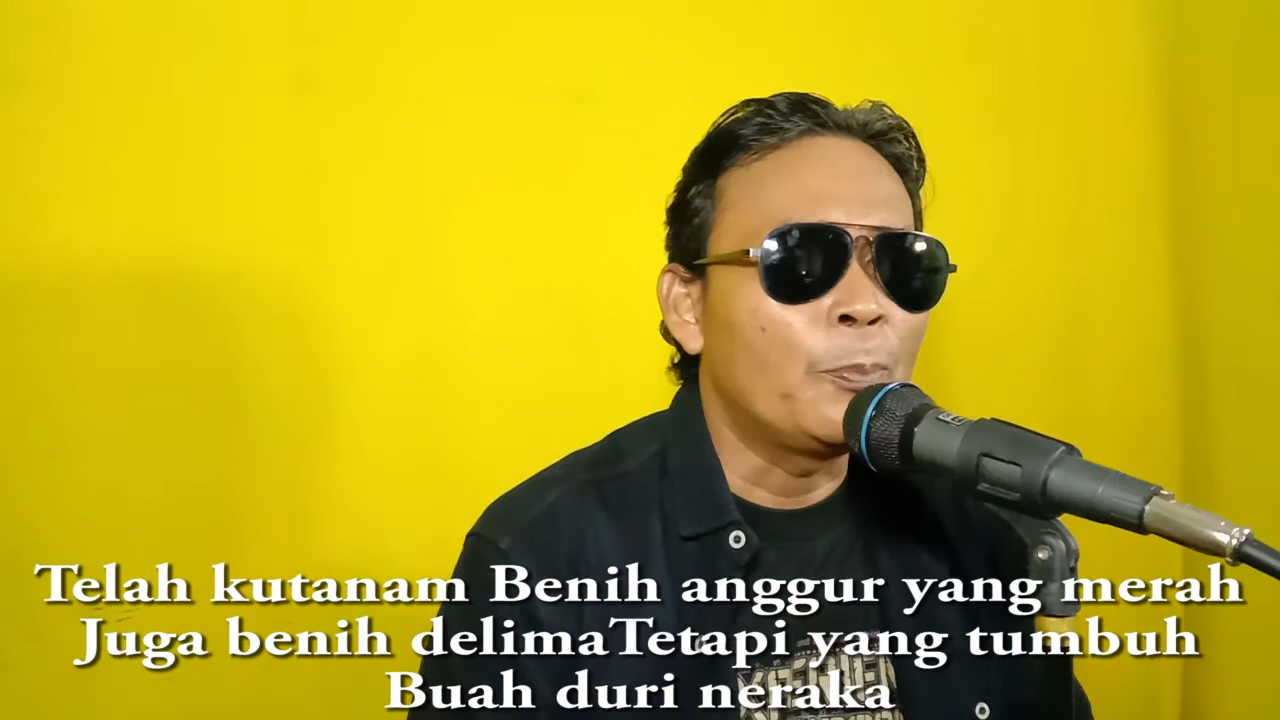 Telah kutanam Benih anggur yang merah
Juga benih delimaTetapi yang tumbuh
Buah duri neraka